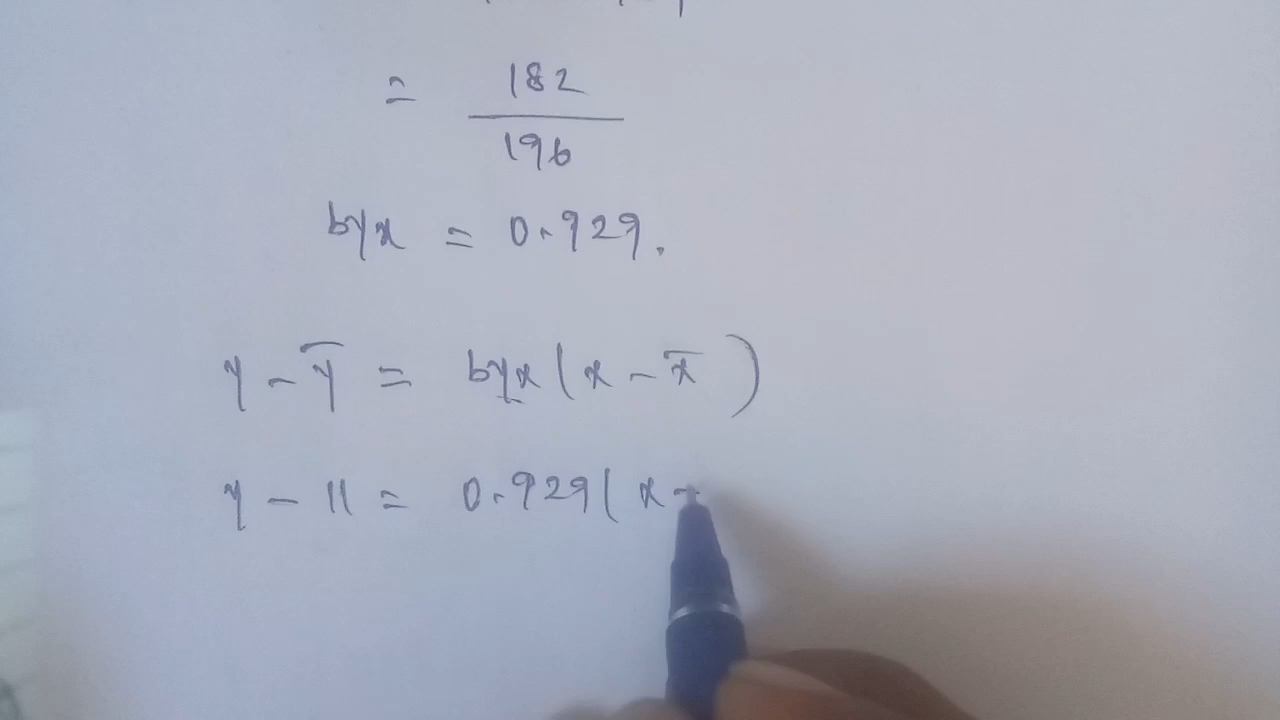 = 182
196
byx = 0.929.
y - ȳ = byx(x - x̄)
y - 11 = 0.929(x -